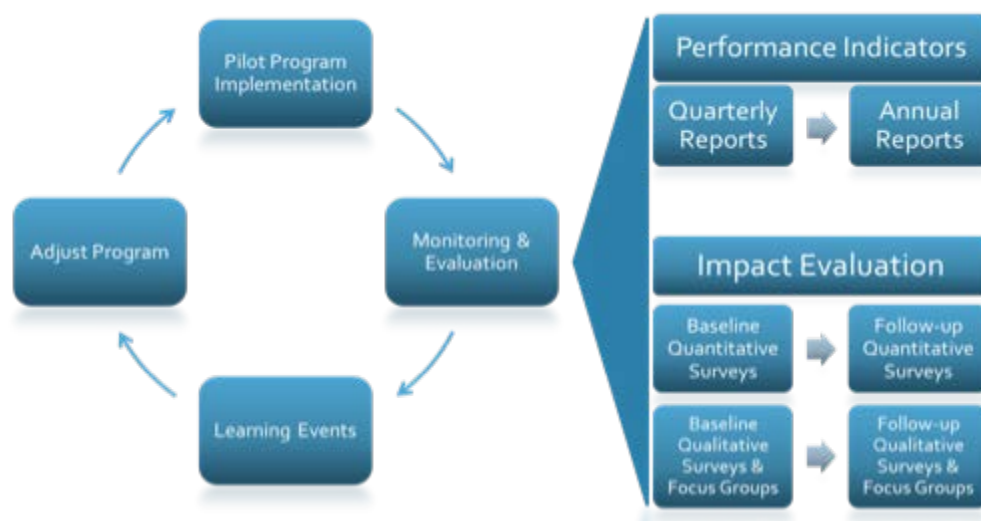 Pilot Program
Implementation
Monitoring &
Evaluation
Learning Events
Adjust Program
Performance Indicators
Quarterly
Reports
Annual
Reports
Impact Evaluation
Baseline
Quantitative
Surveys
Follow-up
Quantitative
Surveys
Baseline
Qualitative
Surveys &
Focus Groups
Follow-up
Qualitative
Surveys &
Focus Groups